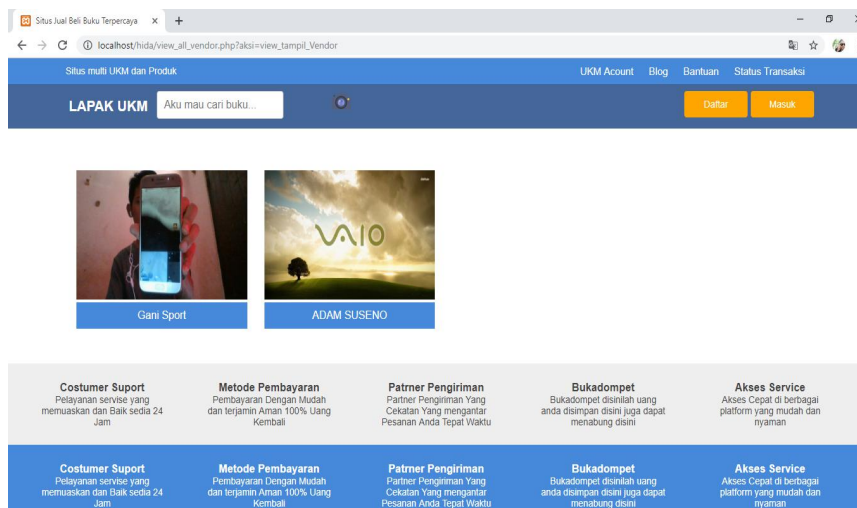 Situs Jual Beli Buku Terpercaya
localhost/hida/view_all_vendor.php?aksi=view_tampil_Vendor
Situs multi UKM dan Produk
UKM Acount Blog Bantuan Status Transaksi
LAPAK UKM Aku mau cari buku... Daftar Masuk
VAIO
Gani Sport
ADAM SUSENO
Costumer Suport
Pelayanan servise yang
memuaskan dan Baik sedia 24
Jam
Metode Pembayaran
Pembayaran Dengan Mudah
dan terjamin Aman 100% Uang
Kembali
Patrner Pengiriman
Partner Pengiriman Yang
Cekatan Yang mengantar
Pesanan Anda Tepat Waktu
Bukadompet
Bukadompet disinilah uang
anda disimpan disini juga dapat
menabung disini
Akses Service
Akses Cepat di berbagai
platform yang mudah dan
nyaman
Costumer Suport
Pelayanan servise yang
memuaskan dan Baik sedia 24
Jam
Metode Pembayaran
Pembayaran Dengan Mudah
dan terjamin Aman 100% Uang
Kembali
Patrner Pengiriman
Partner Pengiriman Yang
Cekatan Yang mengantar
Pesanan Anda Tepat Waktu
Bukadompet
Bukadompet disinilah uang
anda disimpan disini juga dapat
menabung disini
Akses Service
Akses Cepat di berbagai
platform yang mudah dan
nyaman